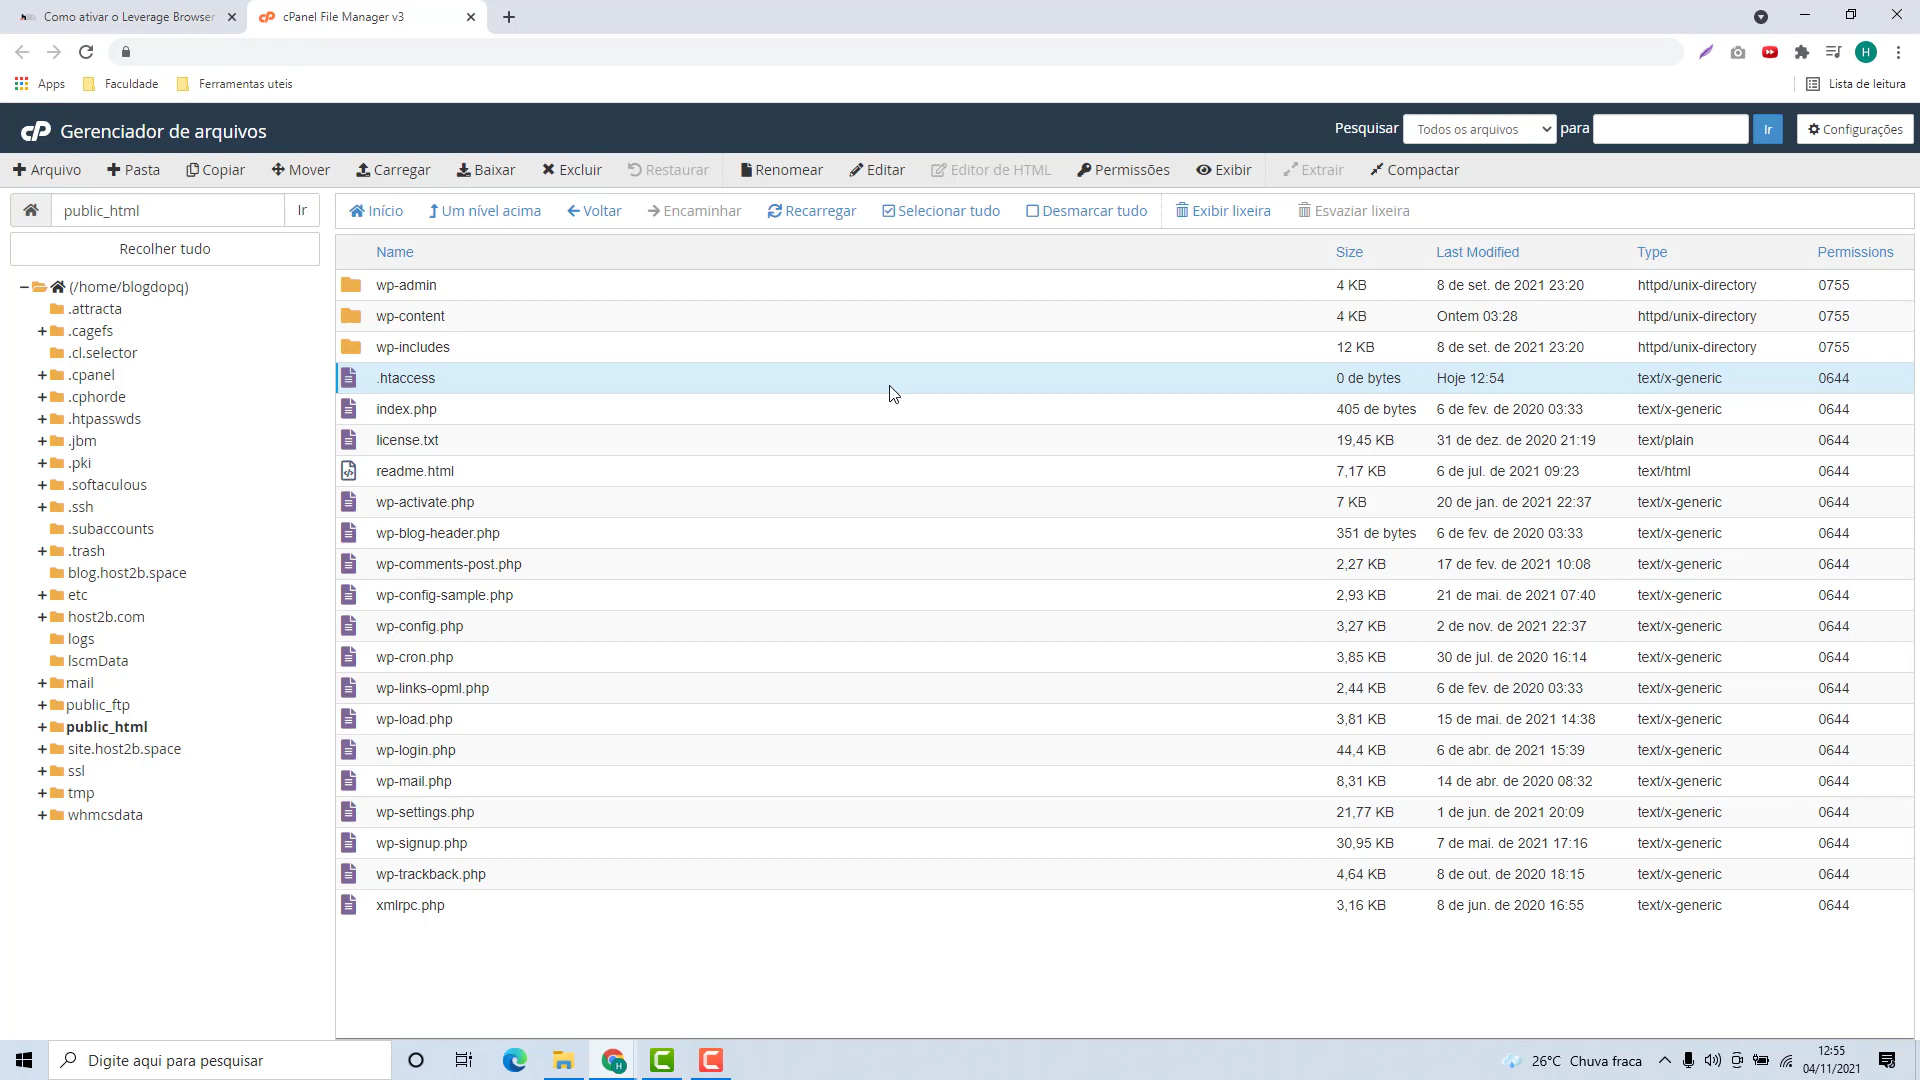 Como ativar o Leverage Browser
cPanel File Manager v3
H
Apps
Faculdade
Ferramentas uteis
Lista de leitura
cP Gerenciador de arquivos
Pesquisar
Todos os arquivos
para
Ir
Configurações
Arquivo
Pasta
Copiar
Mover
Carregar
Baixar
Excluir
Restaurar
Renomear
Editar
Editor de HTML
Permissões
Exibir
Extrair
Compactar
public_html
Ir
Início
Um nível acima
Voltar
Encaminhar
Recarregar
Selecionar tudo
Desmarcar tudo
Exibir lixeira
Esvaziar lixeira
Recolher tudo
(/home/blogdopq)
.attracta
.cagefs
.cl.selector
.cpanel
.cphorde
.htpasswds
.jbm
.pki
.softaculous
.ssh
.subaccounts
.trash
blog.host2b.space
etc
host2b.com
logs
lscmData
mail
public_ftp
public_html
site.host2b.space
ssl
tmp
whmcsdata
Name Size Last Modified Type Permissions
wp-admin 4 KB 8 de set. de 2021 23:20 httpd/unix-directory 0755
wp-content 4 KB Ontem 03:28 httpd/unix-directory 0755
wp-includes 12 KB 8 de set. de 2021 23:20 httpd/unix-directory 0755
.htaccess 0 de bytes Hoje 12:54 text/x-generic 0644
index.php 405 de bytes 6 de fev. de 2020 03:33 text/x-generic 0644
license.txt 19,45 KB 31 de dez. de 2020 21:19 text/plain 0644
readme.html 7,17 KB 6 de jul. de 2021 09:23 text/html 0644
wp-activate.php 7 KB 20 de jan. de 2021 22:37 text/x-generic 0644
wp-blog-header.php 351 de bytes 6 de fev. de 2020 03:33 text/x-generic 0644
wp-comments-post.php 2,27 KB 17 de fev. de 2021 10:08 text/x-generic 0644
wp-config-sample.php 2,93 KB 21 de mai. de 2021 07:40 text/x-generic 0644
wp-config.php 3,27 KB 2 de nov. de 2021 22:37 text/x-generic 0644
wp-cron.php 3,85 KB 30 de jul. de 2020 16:14 text/x-generic 0644
wp-links-opml.php 2,44 KB 6 de fev. de 2020 03:33 text/x-generic 0644
wp-load.php 3,81 KB 15 de mai. de 2021 14:38 text/x-generic 0644
wp-login.php 44,4 KB 6 de abr. de 2021 15:39 text/x-generic 0644
wp-mail.php 8,31 KB 14 de abr. de 2020 08:32 text/x-generic 0644
wp-settings.php 21,77 KB 1 de jun. de 2021 20:09 text/x-generic 0644
wp-signup.php 30,95 KB 7 de mai. de 2021 17:16 text/x-generic 0644
wp-trackback.php 4,64 KB 8 de out. de 2020 18:15 text/x-generic 0644
xmlrpc.php 3,16 KB 8 de jun. de 2020 16:55 text/x-generic 0644
Digite aqui para pesquisar
26°C Chuva fraca
12:55
04/11/2021